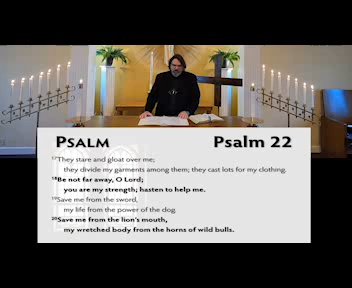 PSALM Psalm 22
17They stare and gloat over me;
they divide my garments among them; they cast lots for my clothing.
18Be not far away, O Lord;
you are my strength; hasten to help me.
19Save me from the sword,
my life from the power of the dog.
20Save me from the lion's mouth,
my wretched body from the horns of wild bulls.